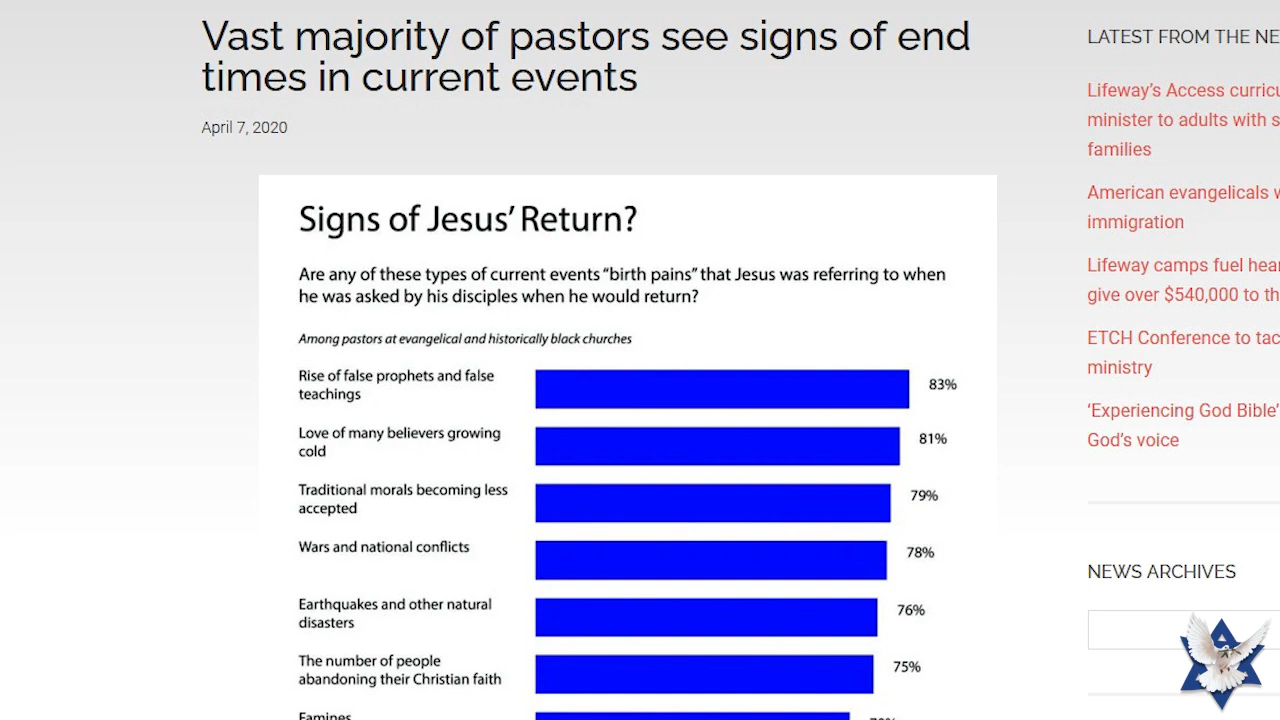 Vast majority of pastors see signs of end
times in current events
April 7, 2020
Signs of Jesus' Return?
Are any of these types of current events “birth pains” that Jesus was referring to when
he was asked by his disciples when he would return?
Among pastors at evangelical and historically black churches
Rise of false prophets and false
teachings
83%
Love of many believers growing
cold
81%
Traditional morals becoming less
accepted
79%
Wars and national conflicts
78%
Earthquakes and other natural
disasters
76%
The number of people
abandoning their Christian faith
75%
Famines
LATEST FROM THE NE
Lifeway’s Access curricu
minister to adults with s
families
American evangelicals w
immigration
Lifeway camps fuel hear
give over $540,000 to th
ETCH Conference to tac
ministry
‘Experiencing God Bible’
God’s voice
NEWS ARCHIVES